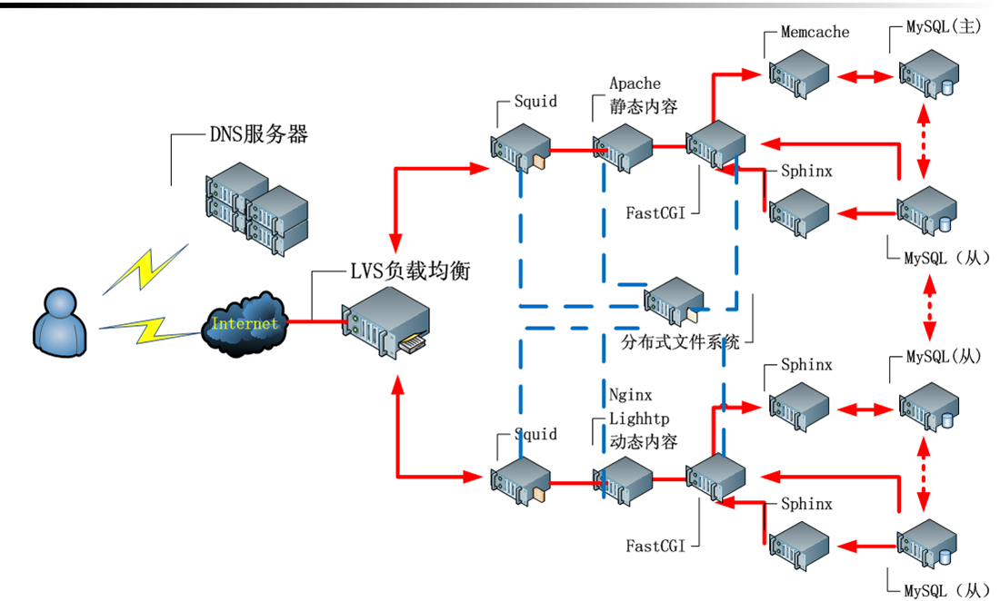 Memcache
MySQL(主)
Squid
Apache
静态内容
DNS服务器
Sphinx
FastCGI
MySQL（从）
LVS负载均衡
Internet
分布式文件系统
Sphinx
MySQL(从)
Nginx
Lighhtp
动态内容
Squid
Sphinx
FastCGI
MySQL（从）